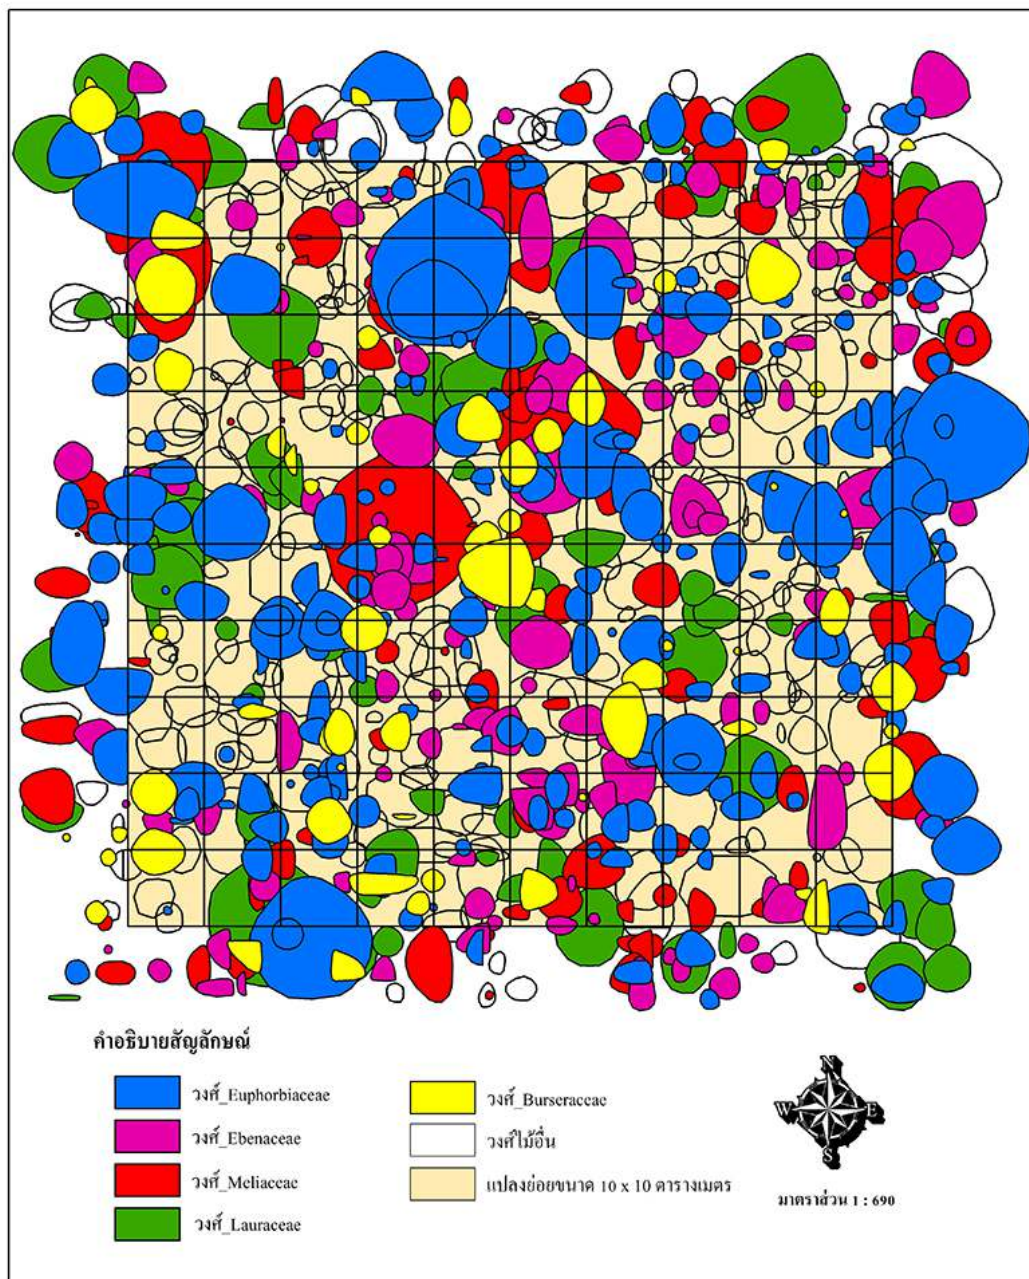 คำอธิบายสัญลักษณ์
วงศ์_Euphorbiaceae
วงศ์_Ebenaceae
วงศ์_Meliaceae
วงศ์_Lauraceae
วงศ์_Burseraceae
วงศ์ไม้อื่น
แปลงย่อยขนาด 10 x 10 ตารางเมตร
N
W E
S
มาตราส่วน 1 : 690